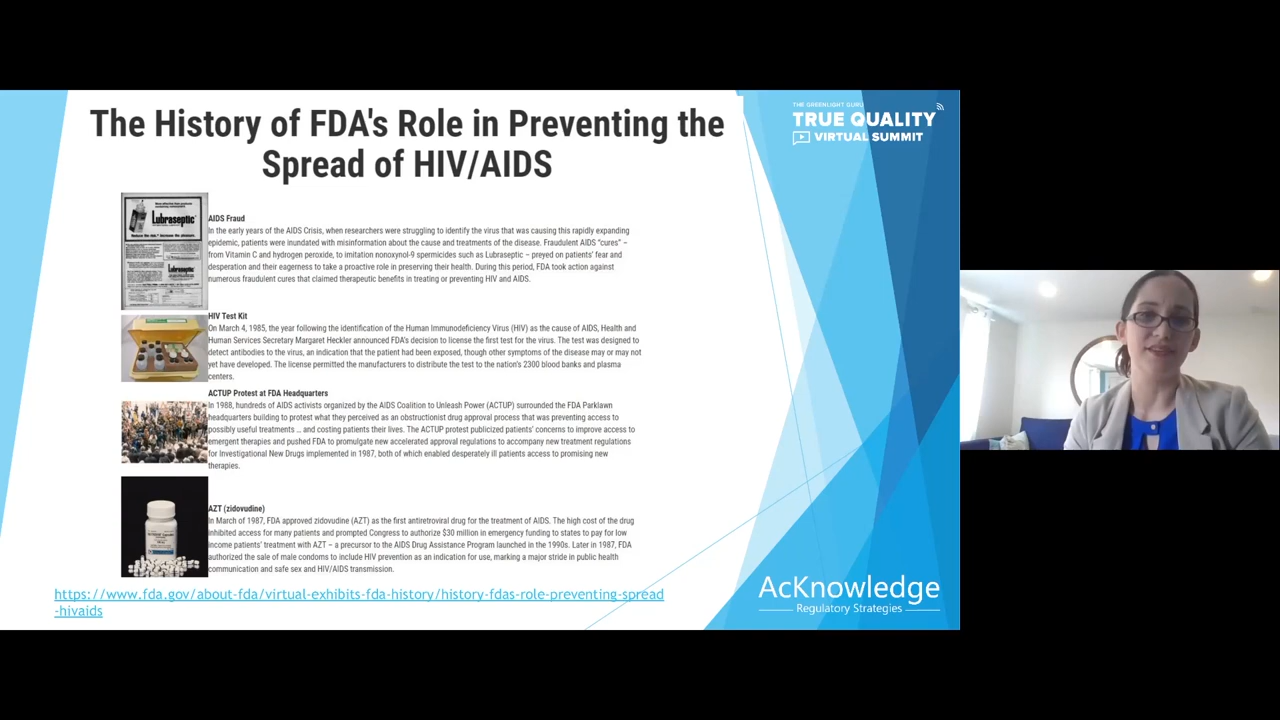 The History of FDA's Role in Preventing the
Spread of HIV/AIDS
THE GREENLIGHT GURU
TRUE QUALITY
VIRTUAL SUMMIT
Lubraseptic
AIDS Fraud
In the early years of the AIDS Crisis, when researchers were struggling to identify the virus that was causing this rapidly expanding
epidemic, patients were inundated with misinformation about the cause and treatments of the disease. Fraudulent AIDS “cures” –
from Vitamin C and hydrogen peroxide, to imitation nonoxynol-9 spermicides such as Lubraseptic – preyed on patients’ fear and
desperation and their eagerness to take a proactive role in preserving their health. During this period, FDA took action against
numerous fraudulent cures that claimed therapeutic benefits in treating or preventing HIV and AIDS.
HIV Test Kit
On March 4, 1985, the year following the identification of the Human Immunodeficiency Virus (HIV) as the cause of AIDS, Health and
Human Services Secretary Margaret Heckler announced FDA's decision to license the first test for the virus. The test was designed to
detect antibodies to the virus, an indication that the patient had been exposed, though other symptoms of the disease may or may not
yet have developed. The license permitted the manufacturers to distribute the test to the nation's 2300 blood banks and plasma
centers.
ACTUP Protest at FDA Headquarters
In 1988, hundreds of AIDS activists organized by the AIDS Coalition to Unleash Power (ACTUP) surrounded the FDA Parklawn
headquarters building to protest what they perceived as an obstructionist drug approval process that was preventing access to
possibly useful treatments … and costing patients their lives. The ACTUP protest publicized patients’ concerns to improve access to
emergent therapies and pushed FDA to promulgate new accelerated approval regulations to accompany new treatment regulations
for Investigational New Drugs implemented in 1987, both of which enabled desperately ill patients access to promising new
therapies.
AZT (zidovudine)
In March of 1987, FDA approved zidovudine (AZT) as the first antiretroviral drug for the treatment of AIDS. The high cost of the drug
inhibited access for many patients and prompted Congress to authorize $30 million in emergency funding to states to pay for low
income patients’ treatment with AZT – a precursor to the AIDS Drug Assistance Program launched in the 1990s. Later in 1987, FDA
authorized the sale of male condoms to include HIV prevention as an indication for use, marking a major stride in public health
communication and safe sex and HIV/AIDS transmission.
https://www.fda.gov/about-fda/virtual-exhibits-fda-history/history-fdas-role-preventing-spread
-hivaids
AcKnowledge
Regulatory Strategies